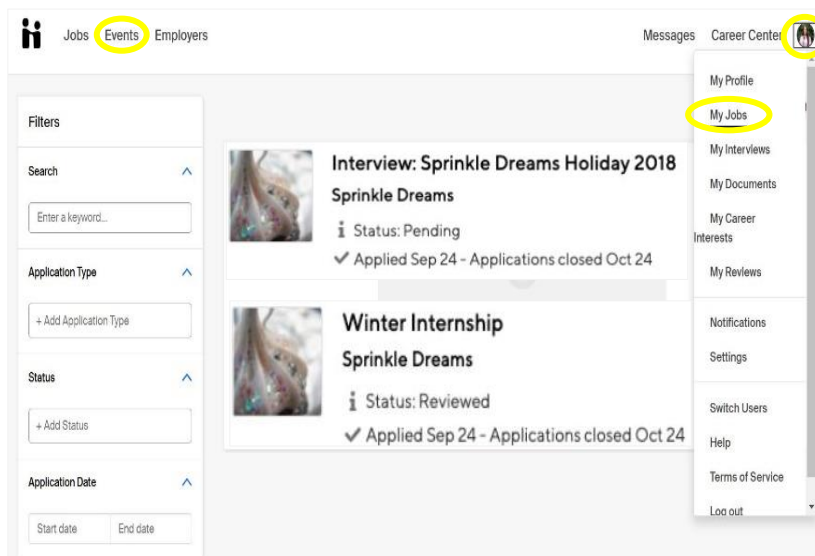 Jobs Events Employers Messages Career Center
Filters
Search
Enter a keyword...
Application Type
+ Add Application Type
Status
+ Add Status
Application Date
Start date End date
Interview: Sprinkle Dreams Holiday 2018
Sprinkle Dreams
Status: Pending
Applied Sep 24 - Applications closed Oct 24
Winter Internship
Sprinkle Dreams
Status: Reviewed
Applied Sep 24 - Applications closed Oct 24
My Profile
My Jobs
My Interviews
My Documents
My Career
Interests
My Reviews
Notifications
Settings
Switch Users
Help
Terms of Service
Log out